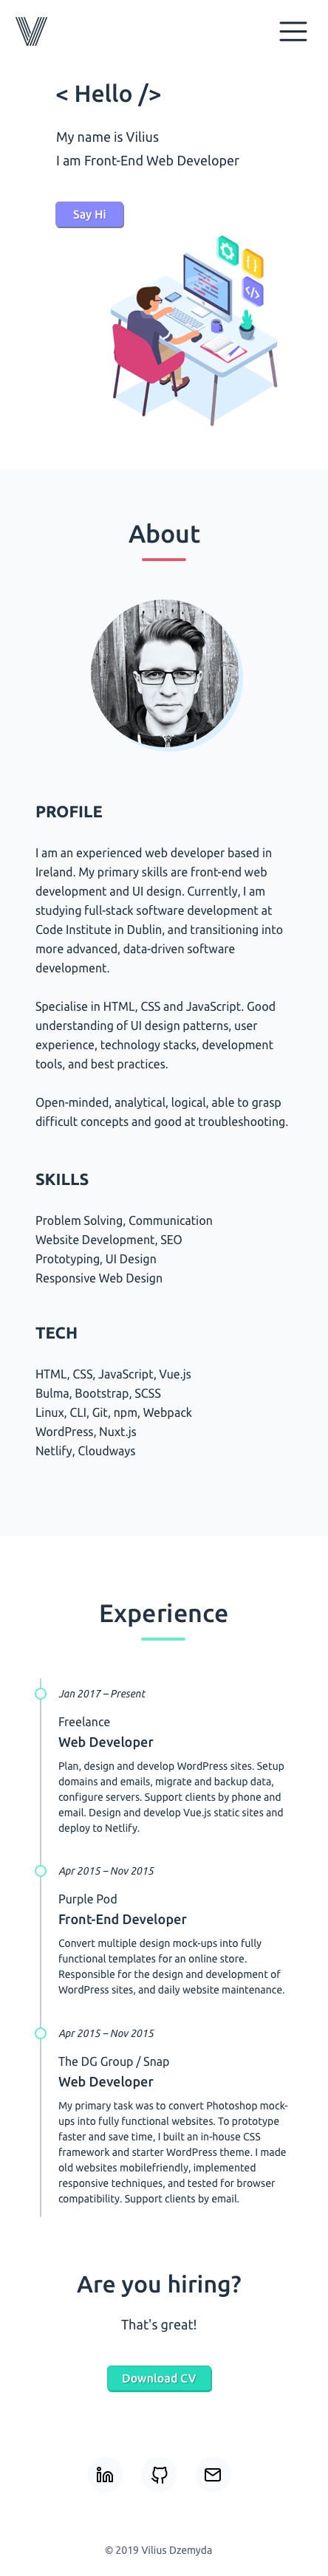 V
< Hello />
My name is Vilius
I am Front-End Web Developer
Say Hi
</>
About
PROFILE
I am an experienced web developer based in
Ireland. My primary skills are front-end web
development and UI design. Currently, I am
studying full-stack software development at
Code Institute in Dublin, and transitioning into
more advanced, data-driven software
development.
Specialise in HTML, CSS and JavaScript. Good
understanding of UI design patterns, user
experience, technology stacks, development
tools, and best practices.
Open-minded, analytical, logical, able to grasp
difficult concepts and good at troubleshooting.
SKILLS
Problem Solving, Communication
Website Development, SEO
Prototyping, UI Design
Responsive Web Design
TECH
HTML, CSS, JavaScript, Vue.js
Bulma, Bootstrap, SCSS
Linux, CLI, Git, npm, Webpack
WordPress, Nuxt.js
Netlify, Cloudways
Experience
Jan 2017 – Present
Freelance
Web Developer
Plan, design and develop WordPress sites. Setup
domains and emails, migrate and backup data,
configure servers. Support clients by phone and
email. Design and develop Vue.js static sites and
deploy to Netlify.
Apr 2015 – Nov 2015
Purple Pod
Front-End Developer
Convert multiple design mock-ups into fully
functional templates for an online store.
Responsible for the design and development of
WordPress sites, and daily website maintenance.
Apr 2015 – Nov 2015
The DG Group / Snap
Web Developer
My primary task was to convert Photoshop mock-
ups into fully functional websites. To prototype
faster and save time, I built an in-house CSS
framework and starter WordPress theme. I made
old websites mobilefriendly, implemented
responsive techniques, and tested for browser
compatibility. Support clients by email.
Are you hiring?
That's great!
Download CV
in
© 2019 Vilius Dzemyda